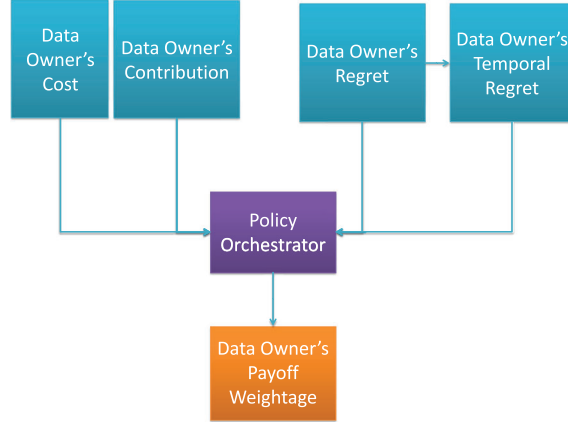 Data
Owner's
Cost
Data Owner's
Contribution
Data Owner's
Regret
Data Owner's
Temporal
Regret
Policy
Orchestrator
Data Owner's
Payoff
Weightage